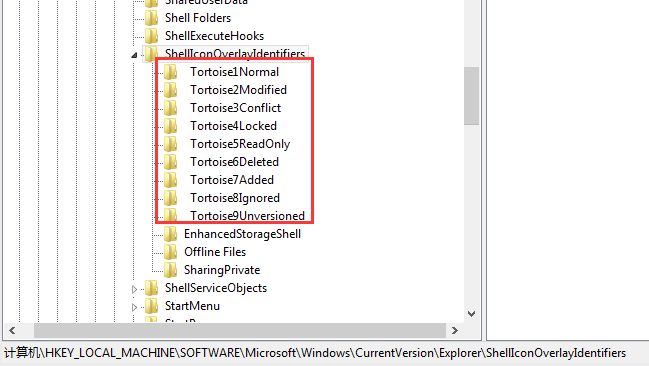 SharedUserData
Shell Folders
ShellExecuteHooks
ShellIconOverlayIdentifiers
Tortoise1Normal
Tortoise2Modified
Tortoise3Conflict
Tortoise4Locked
Tortoise5ReadOnly
Tortoise6Deleted
Tortoise7Added
Tortoise8Ignored
Tortoise9Unversioned
EnhancedStorageShell
Offline Files
SharingPrivate
ShellServiceObjects
StartMenu
计算机\HKEY_LOCAL_MACHINE\SOFTWARE\Microsoft\Windows\CurrentVersion\Explorer\ShellIconOverlayIdentifiers